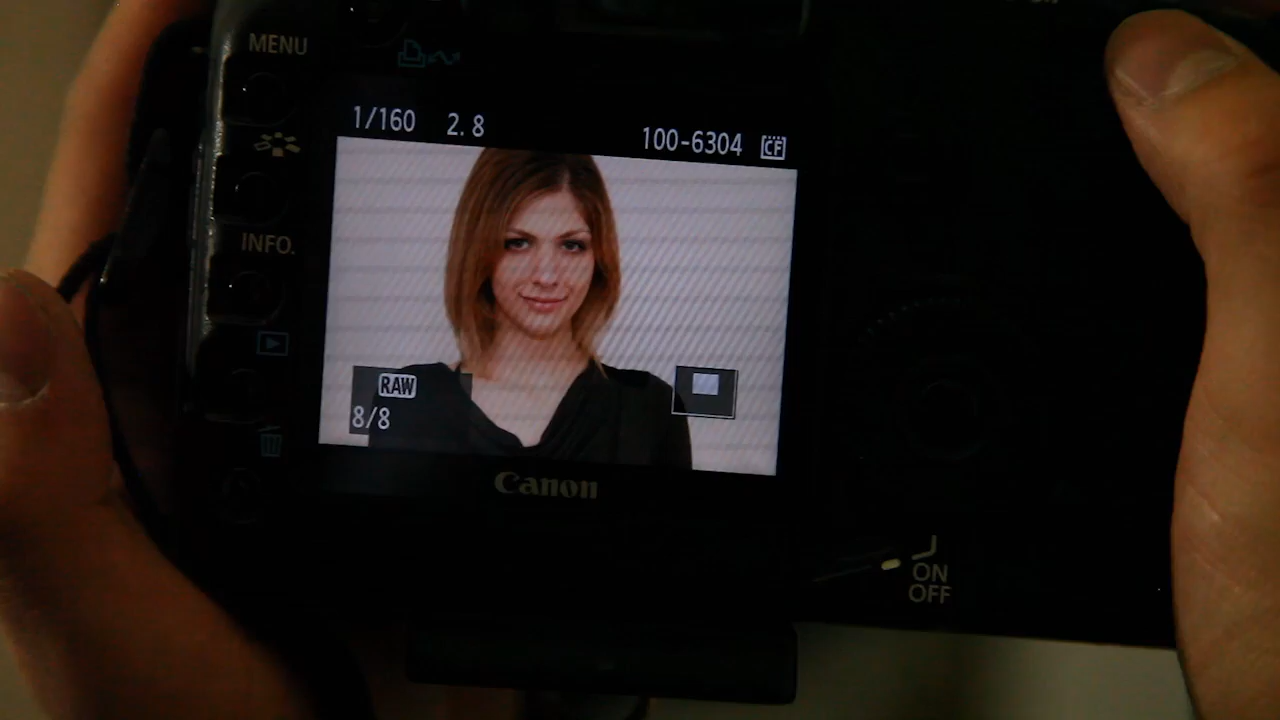 MENU
1/160 2.8 100-6304 CF
INFO.
RAW
8/8
Canon
ON
OFF